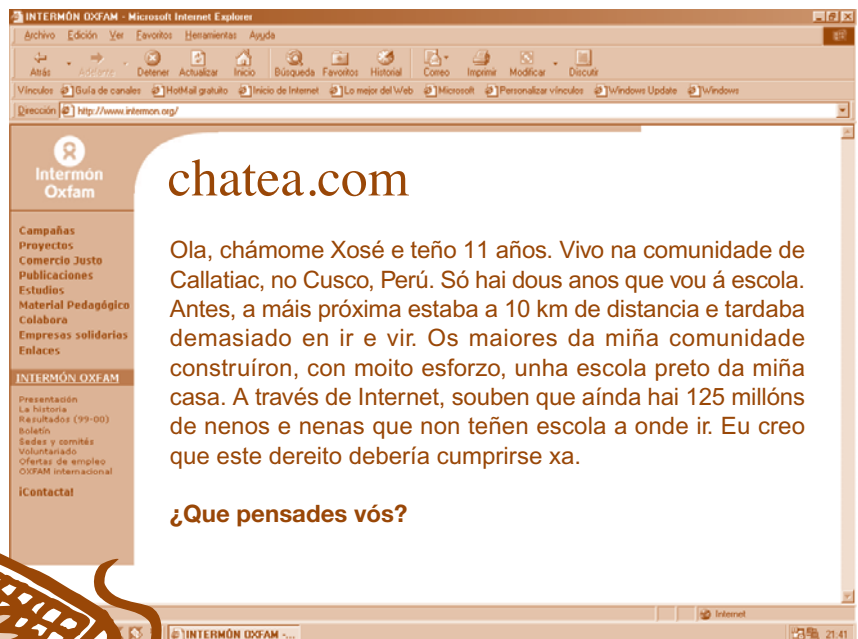 INTERMÓN OXFAM - Microsoft Internet Explorer
Archivo Edición Ver Favoritos Herramientas Ayuda
Atrás Adelante Detener Actualizar Inicio Búsqueda Favoritos Historial Correo Imprimir Modificar Discutir
Vínculos Guía de canales HotMail gratuito Inicio de Internet Lo mejor del Web Microsoft Personalizar vínculos Windows Update Windows
Dirección http://www.intermon.org/
Intermón
Oxfam
Campañas
Proyectos
Comercio Justo
Publicaciones
Estudios
Material Pedagógico
Colabora
Empresas solidarias
Enlaces
INTERMÓN OXFAM
Presentación
La historia
Resultados (99-00)
Boletín
Sedes y comités
Voluntariado
Ofertas de empleo
OXFAM internacional
¡Contacta!
chatea.com
Ola, chámome Xosé e teño 11 años. Vivo na comunidade de
Callatiac, no Cusco, Perú. Só hai dous anos que vou á escola.
Antes, a máis próxima estaba a 10 km de distancia e tardaba
demasiado en ir e vir. Os maiores da miña comunidade
construíron, con moito esforzo, unha escola preto da miña
casa. A través de Internet, souben que aínda hai 125 millóns
de nenos e nenas que non teñen escola a onde ir. Eu creo
que este dereito debería cumprirse xa.
¿Que pensades vós?
Internet
INTERMÓN OXFAM -...
21:41